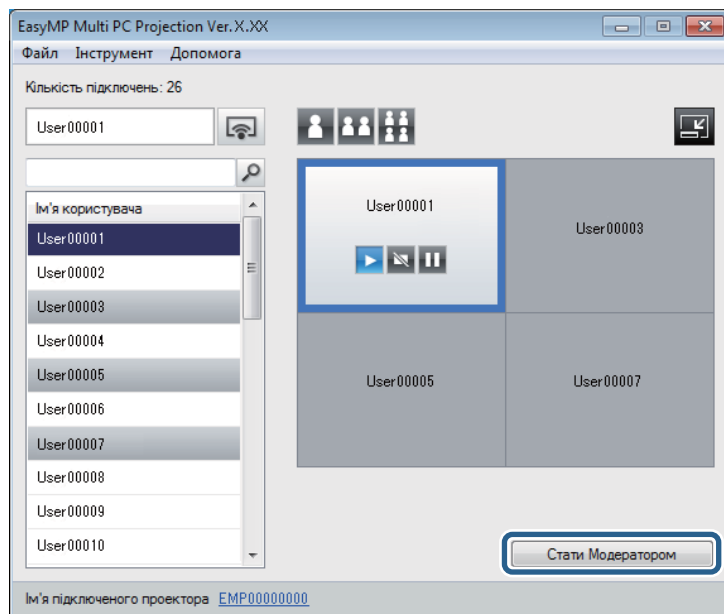 EasyMP Multi PC Projection Ver.X.XX
Файл Інструмент Допомога
Кількість підключень: 26
User00001
Ім'я користувача
User00001
User00002
User00003
User00004
User00005
User00006
User00007
User00008
User00009
User00010
User00001
User00003
User00005
User00007
Стати Модератором
Ім'я підключеного проектора EMP00000000